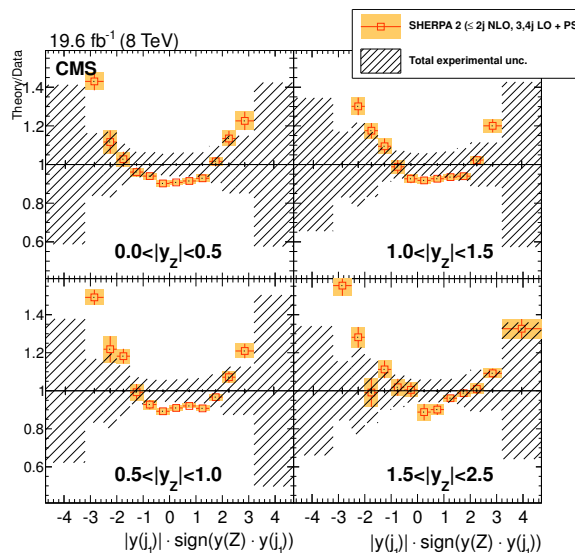 19.6 fb⁻¹ (8 TeV)
SHERPA 2 (≤ 2j NLO, 3,4j LO + PS
Total experimental unc.
CMS
Theory/Data
1.4
1.2
1
0.8
0.6
0.0<|y_Z|<0.5
1.0<|y_Z|<1.5
1.4
1.2
1
0.8
0.6
0.5<|y_Z|<1.0
1.5<|y_Z|<2.5
-4 -3 -2 -1 0 1 2 3 4
-4 -3 -2 -1 0 1 2 3 4
|y(j₁)| · sign(y(Z) · y(j₁))
|y(j₁)| · sign(y(Z) · y(j₁))